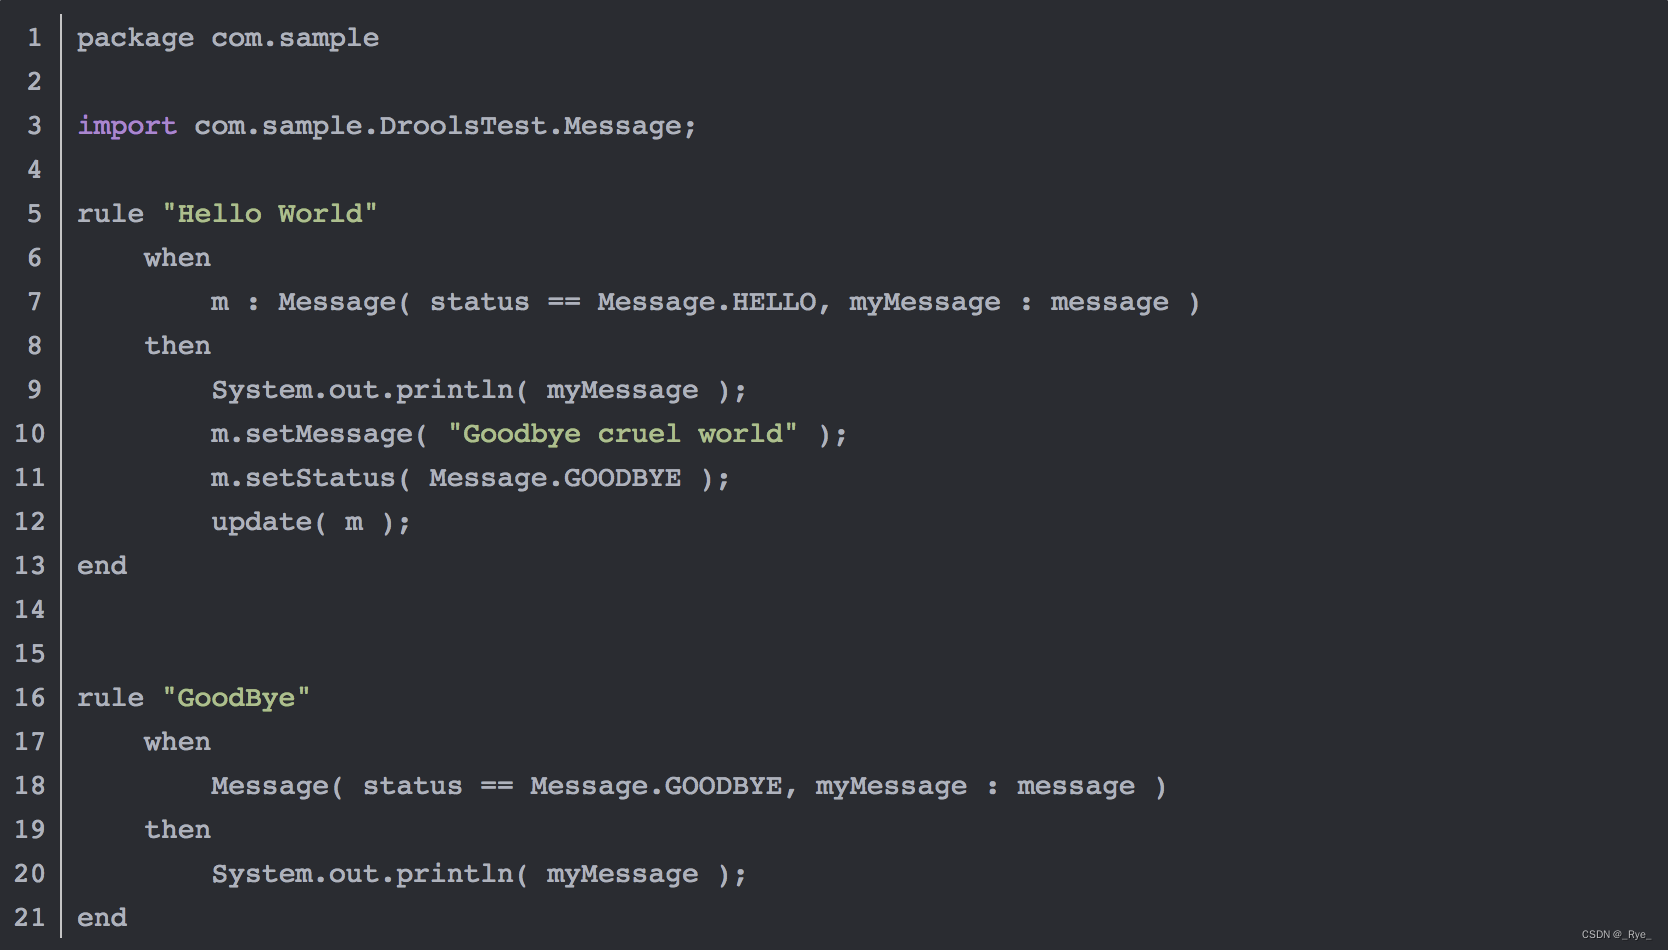 1 package com.sample
2
3 import com.sample.DroolsTest.Message;
4
5 rule "Hello World"
6     when
7         m : Message( status == Message.HELLO, myMessage : message )
8     then
9         System.out.println( myMessage );
10         m.setMessage( "Goodbye cruel world" );
11         m.setStatus( Message.GOODBYE );
12         update( m );
13 end
14
15
16 rule "GoodBye"
17     when
18         Message( status == Message.GOODBYE, myMessage : message )
19     then
20         System.out.println( myMessage );
21 end
CSDN @_Rye_